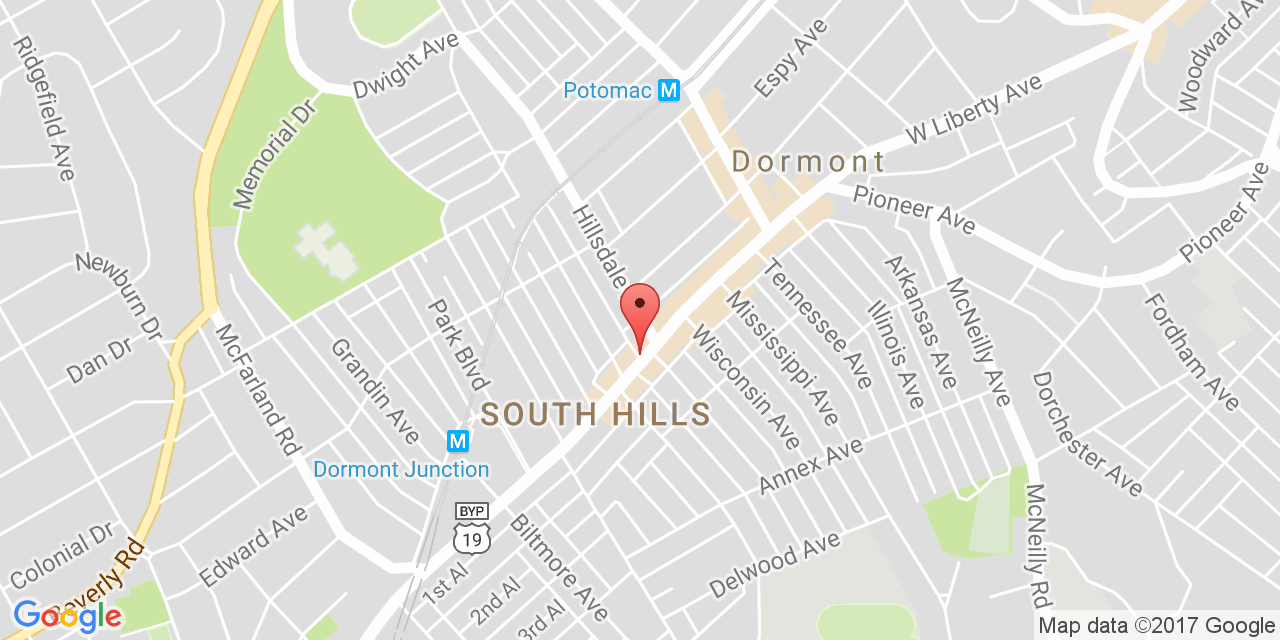 Ridgefield Ave
Dwight Ave
Memorial Dr
Potomac
M
Espy Ave
Woodward Av
W Liberty Ave
Dormont
Pioneer Ave
Pioneer Ave
Hillsdale
Newburn Dr
Dan Dr
McFarland Rd
Park Blvd
Grandin Ave
Tennessee Ave
Mississippi Ave
Wisconsin Ave
Arkansas Ave
Illinois Ave
McNeilly Ave
Fordham Ave
Dorchester Ave
SOUTH HILLS
M
Dormont Junction
Annex Ave
BYP
19
Biltmore Ave
Edward Ave
Colonial Dr
Beverly Rd
1st Al
2nd Al
3rd Al
Delwood Ave
McNeilly Rd
Google
Map data ©2017 Google